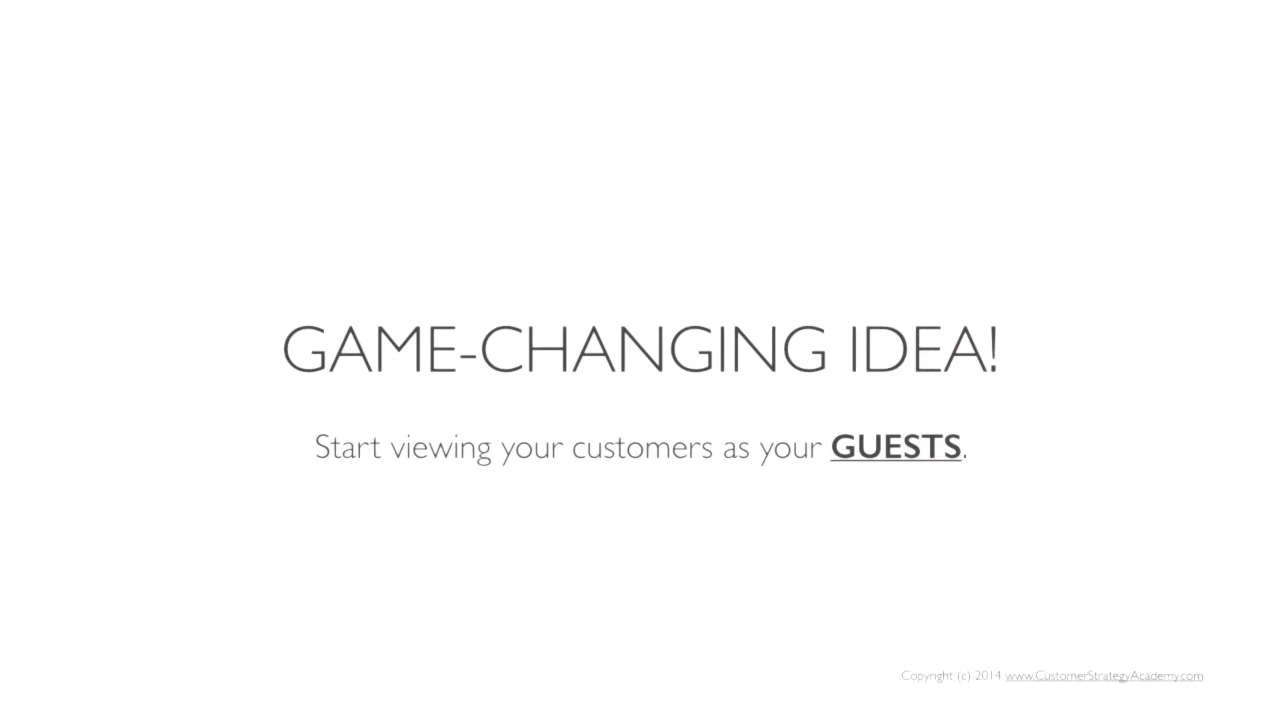 GAME-CHANGING IDEA!
Start viewing your customers as your GUESTS.
Copyright (c) 2014 www.CustomerStrategyAcademy.com